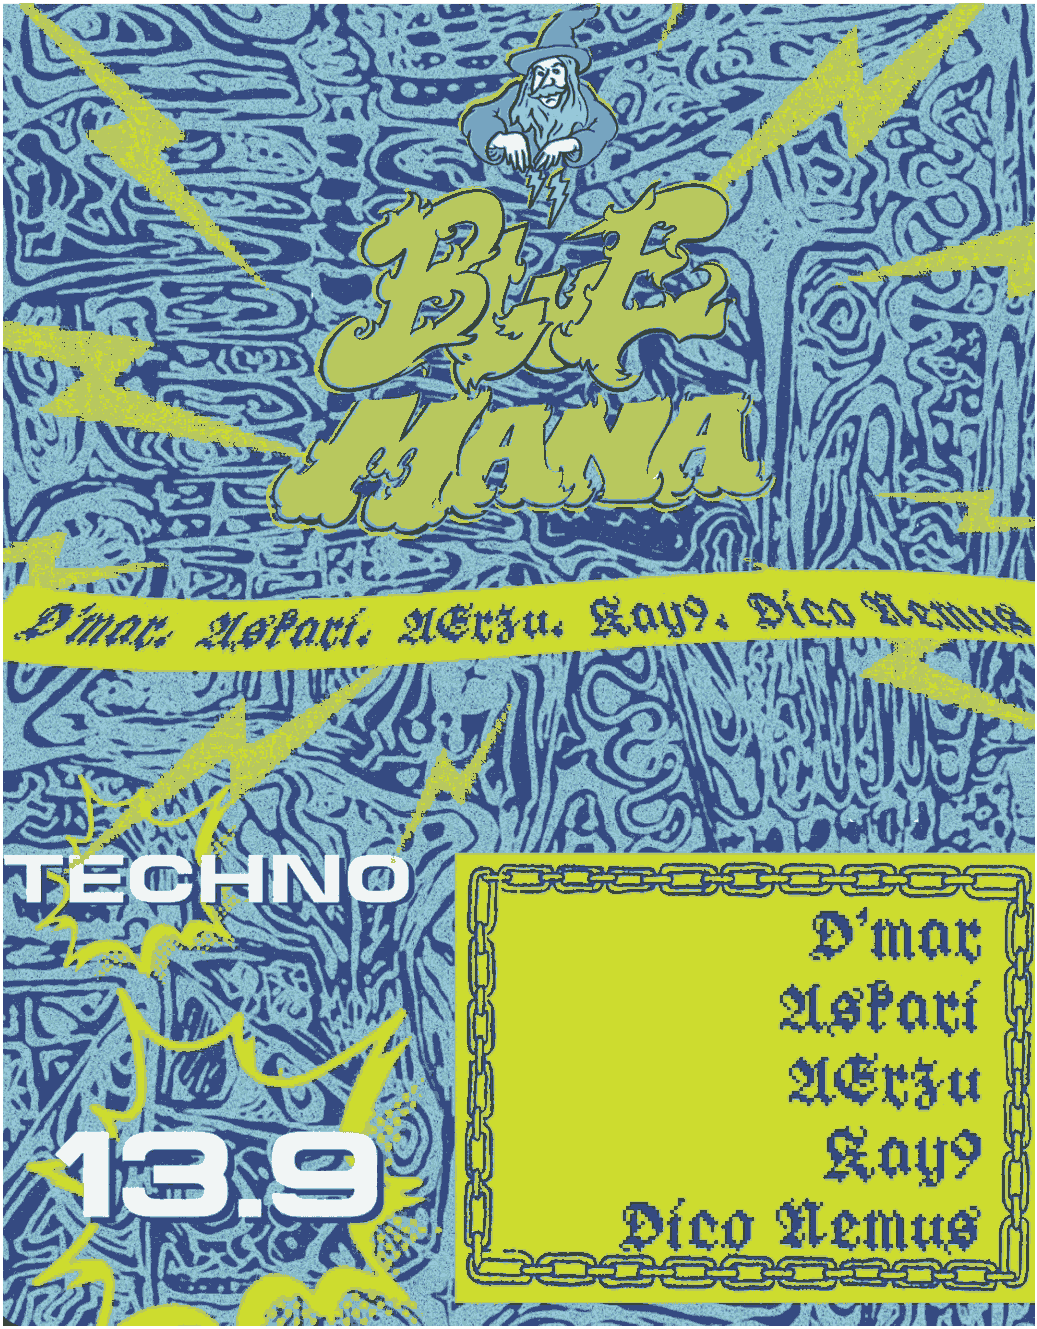 BLuE
MANA
D'mar. Askari. AErzu. Kay9. Dico Nemus
TECHNO
13.9
D'mar
Askari
AErzu
Kay9
Dico Nemus